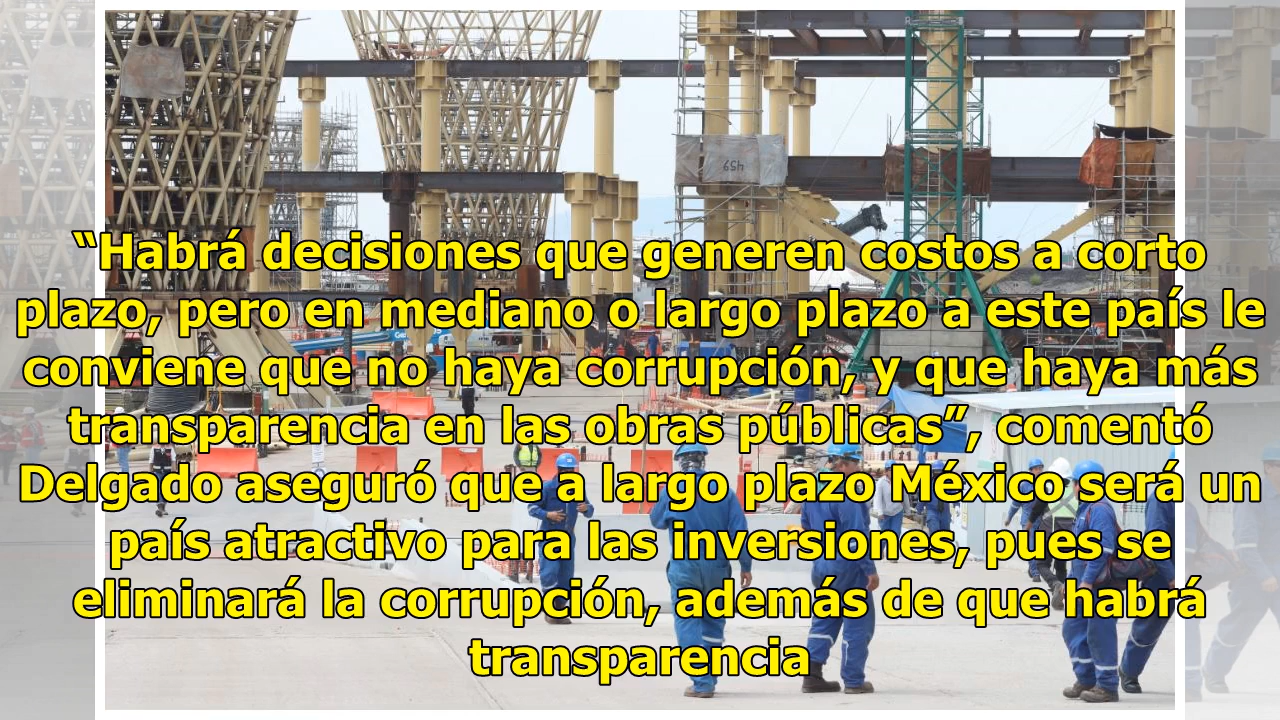 “Habrá decisiones que generen costos a corto
plazo, pero en mediano o largo plazo a este país le
conviene que no haya corrupción, y que haya más
transparencia en las obras públicas”, comentó
Delgado aseguró que a largo plazo México será un
país atractivo para las inversiones, pues se
eliminará la corrupción, además de que habrá
transparencia
459